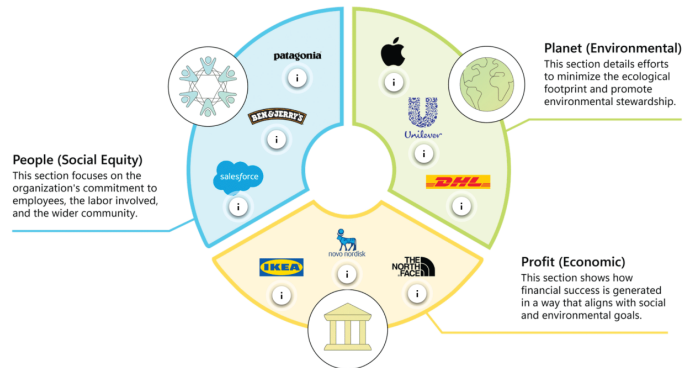 patagonia
i
BEN & JERRY'S
i
salesforce
i
i
Unilever
i
DHL
i
Planet (Environmental)
This section details efforts
to minimize the ecological
footprint and promote
environmental stewardship.
People (Social Equity)
This section focuses on the
organization's commitment to
employees, the labor involved,
and the wider community.
IKEA
i
novo nordisk
i
THE
NORTH
FACE
i
Profit (Economic)
This section shows how
financial success is generated
in a way that aligns with social
and environmental goals.